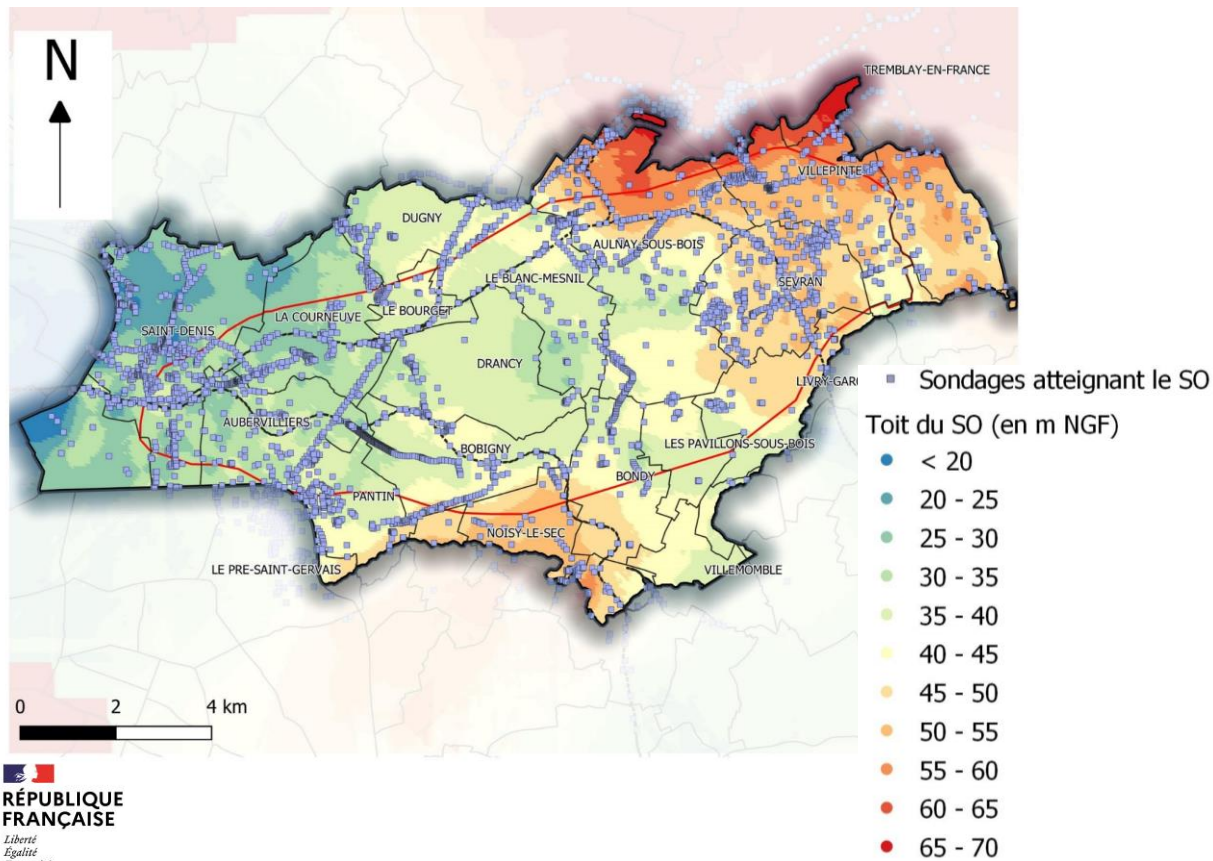 N
TREMBLAY-EN-FRANCE
VILLEPINTE
DUGNY
AULNAY-SOUS-BOIS
LE BLANC-MESNIL
SEVRAN
LE BOURGET
LA COURNEUVE
SAINT-DENIS
DRANCY
LIVRY-GARG
AUBERVILLIERS
BOBIGNY
LES PAVILLONS-SOUS-BOIS
BONDY
PANTIN
NOISY-LE-SEC
LE PRE-SAINT-GERVAIS
VILLEMOMBLE
0 2 4 km
Sondages atteignant le SO
Toit du SO (en m NGF)
< 20
20 - 25
25 - 30
30 - 35
35 - 40
40 - 45
45 - 50
50 - 55
55 - 60
60 - 65
65 - 70
RÉPUBLIQUE
FRANÇAISE
Liberté
Égalité